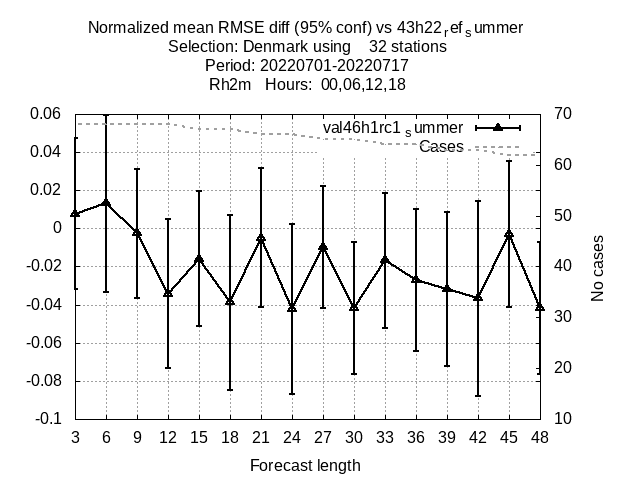 Normalized mean RMSE diff (95% conf) vs 43h22ref summer
Selection: Denmark using 32 stations
Period: 20220701-20220717
Rh2m Hours: 00,06,12,18
val46h1rc1summer
Cases
0.06
0.04
0.02
0
-0.02
-0.04
-0.06
-0.08
-0.1
70
60
50
40
30
20
10
No cases
3 6 9 12 15 18 21 24 27 30 33 36 39 42 45 48
Forecast length